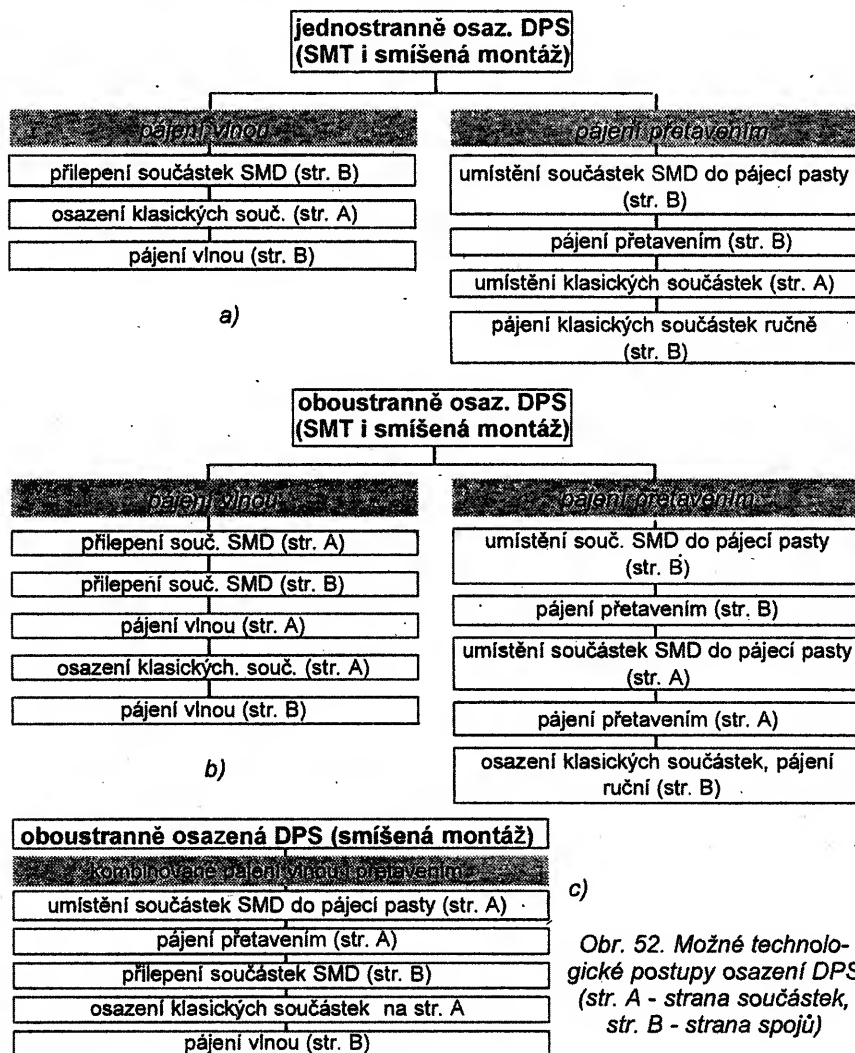 jednostranně osaz. DPS
(SMT i smíšená montáž)
pájení vlnou
přilepení součástek SMD (str. B)
osazení klasických souč. (str. A)
pájení vlnou (str. B)
a)
pájení přetavením
umístění součástek SMD do pájecí pasty
(str. B)
pájení přetavením (str. B)
umístění klasických součástek (str. A)
pájení klasických součástek ručně
(str. B)
oboustranně osaz. DPS
(SMT i smíšená montáž)
pájení vlnou
přilepení souč. SMD (str. A)
přilepení souč. SMD (str. B)
pájení vlnou (str. A)
osazení klasických. souč. (str. A)
pájení vlnou (str. B)
b)
pájení přetavením
umístění souč. SMD do pájecí pasty
(str. B)
pájení přetavením (str. B)
umístění součástek SMD do pájecí pasty
(str. A)
pájení přetavením (str. A)
osazení klasických součástek, pájení
ruční (str. B)
oboustranně osazená DPS (smíšená montáž)
kombinované pájení vlnou i přetavením
umístění součástek SMD do pájecí pasty (str. A)
pájení přetavením (str. A)
přilepení součástek SMD (str. B)
osazení klasických součástek na str. A
pájení vlnou (str. B)
c)
Obr. 52. Možné technolo-
gické postupy osazení DPS
(str. A - strana součástek,
str. B - strana spojů)